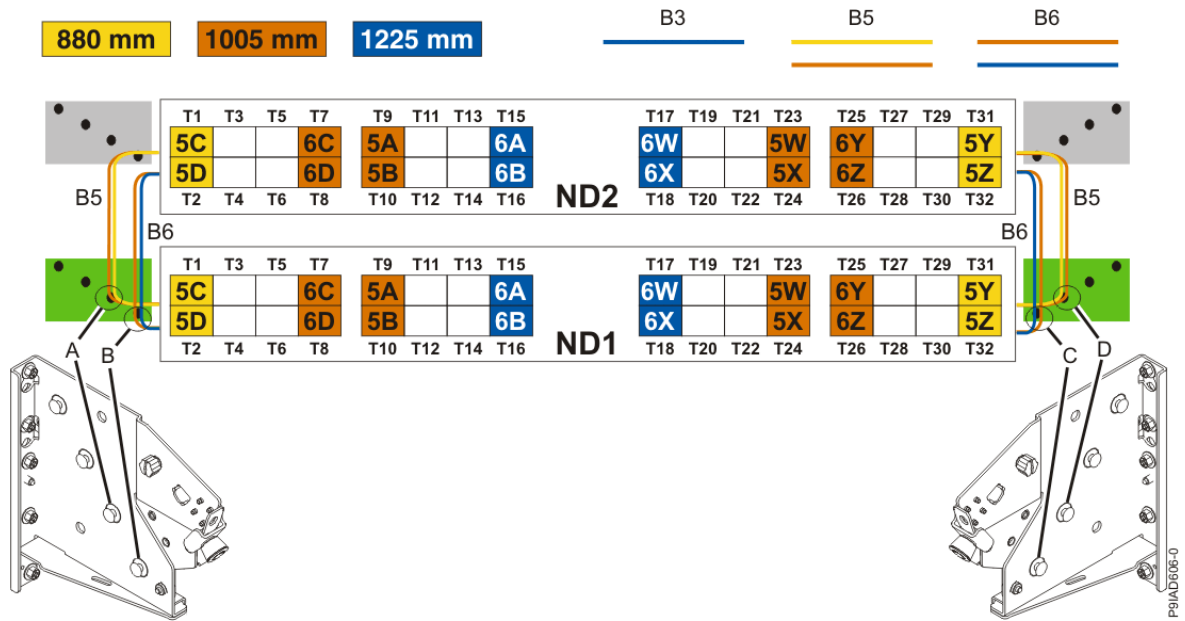 B3 B5 B6
880 mm 1005 mm 1225 mm
T1 T3 T5 T7 T9 T11 T13 T15 T17 T19 T21 T23 T25 T27 T29 T31
5C 6C 5A 6A 6W 5W 6Y 5Y
5D 6D 5B 6B 6X 5X 6Z 5Z
B5 T2 T4 T6 T8 T10 T12 T14 T16 ND2 T18 T20 T22 T24 T26 T28 T30 T32 B5
B6 B6
T1 T3 T5 T7 T9 T11 T13 T15 T17 T19 T21 T23 T25 T27 T29 T31
5C 6C 5A 6A 6W 5W 6Y 5Y
5D 6D 5B 6B 6X 5X 6Z 5Z
T2 T4 T6 T8 T10 T12 T14 T16 ND1 T18 T20 T22 T24 T26 T28 T30 T32
A B C D
P9IAD606-0